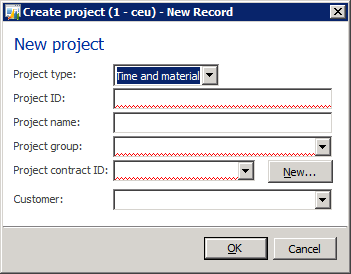 Create project (1 - ceu) - New Record
New project
Project type: Time and material
Project ID:
Project name:
Project group:
Project contract ID: New...
Customer:
OK Cancel